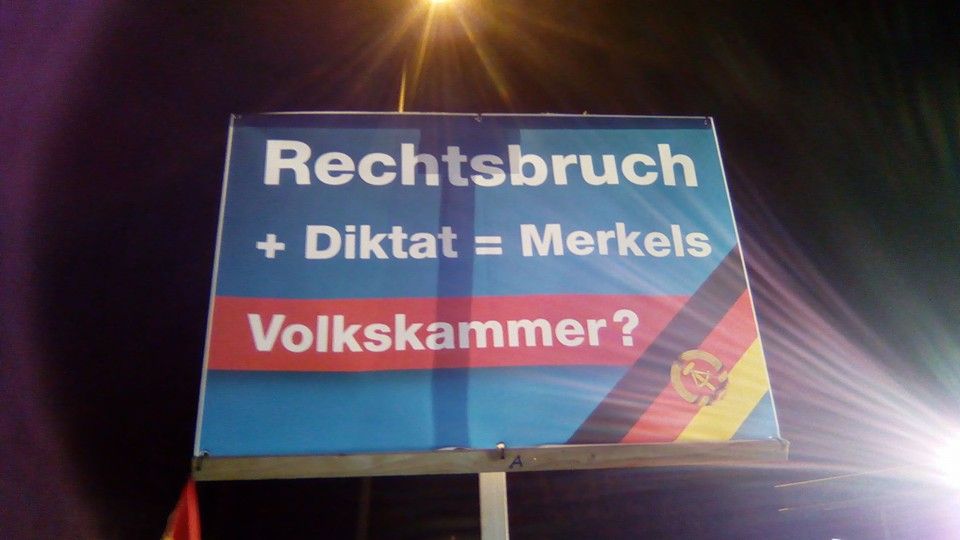 Rechtsbruch
+ Diktat = Merkels
Volkskammer?
A